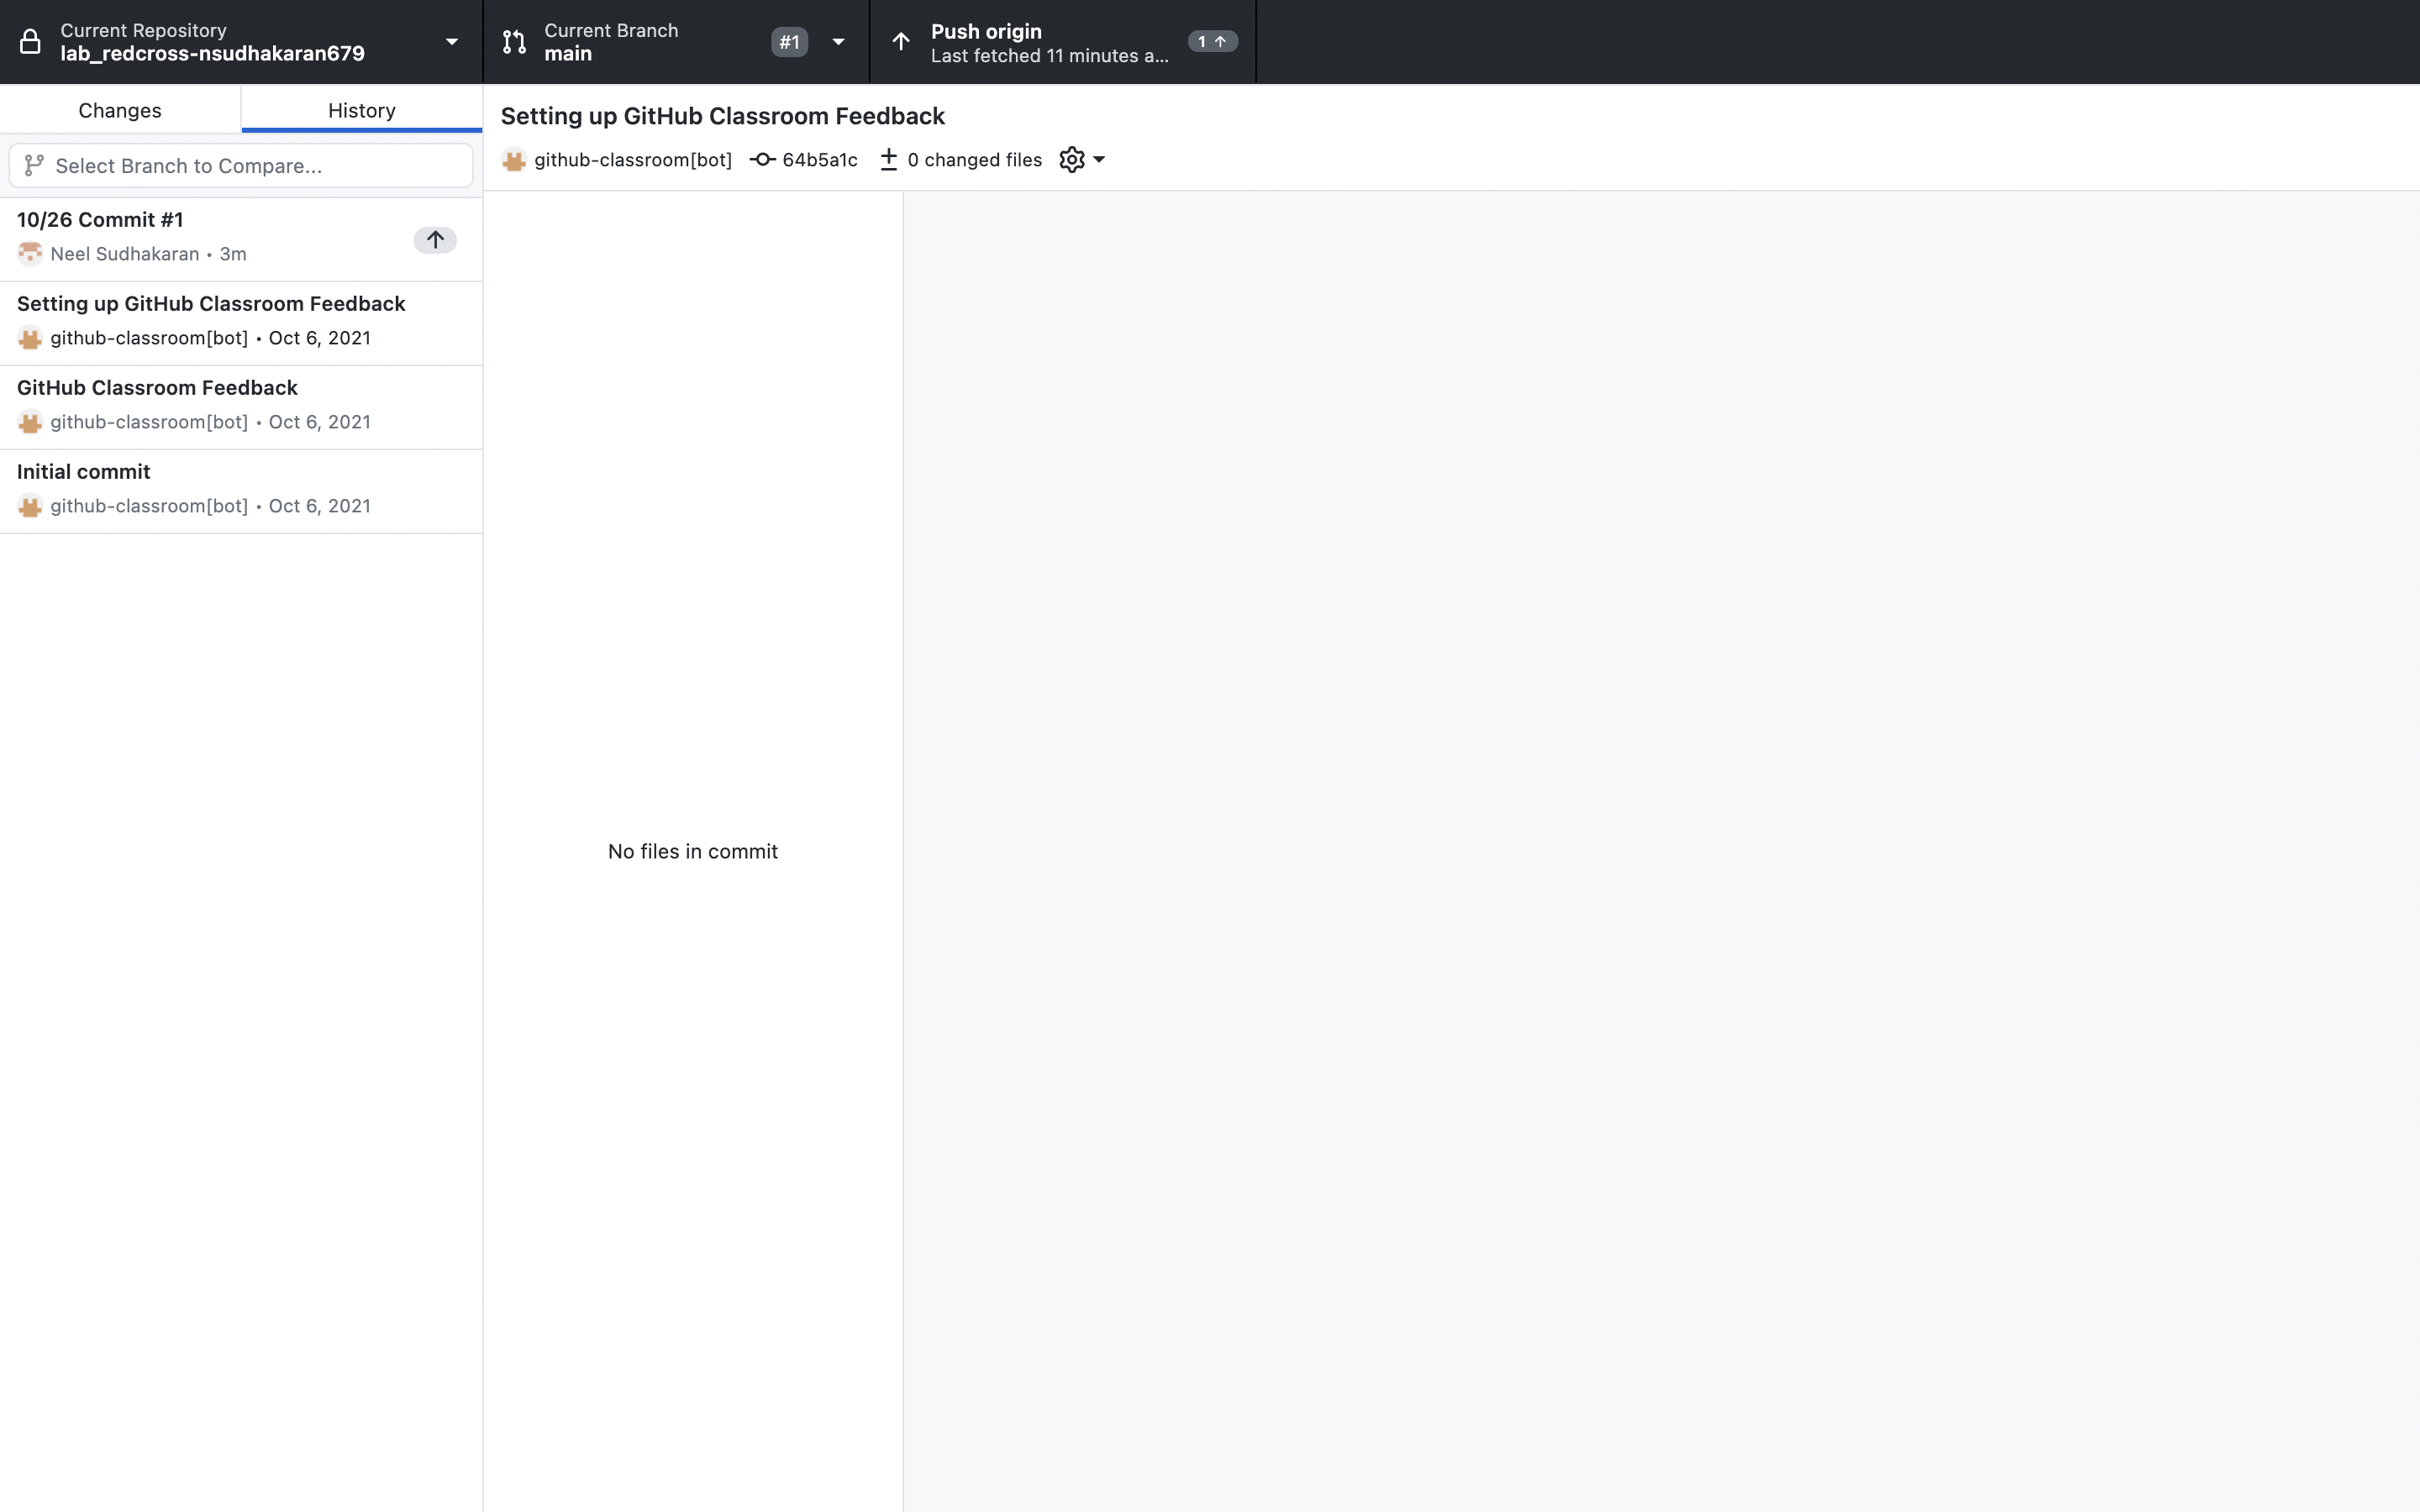 Current Repository
lab_redcross-nsudhakaran679
Current Branch
main
#1
Push origin
Last fetched 11 minutes a...
1
Changes
History
Select Branch to Compare...
10/26 Commit #1
Neel Sudhakaran • 3m
Setting up GitHub Classroom Feedback
github-classroom[bot] • Oct 6, 2021
GitHub Classroom Feedback
github-classroom[bot] • Oct 6, 2021
Initial commit
github-classroom[bot] • Oct 6, 2021
Setting up GitHub Classroom Feedback
github-classroom[bot] 64b5a1c 0 changed files
No files in commit